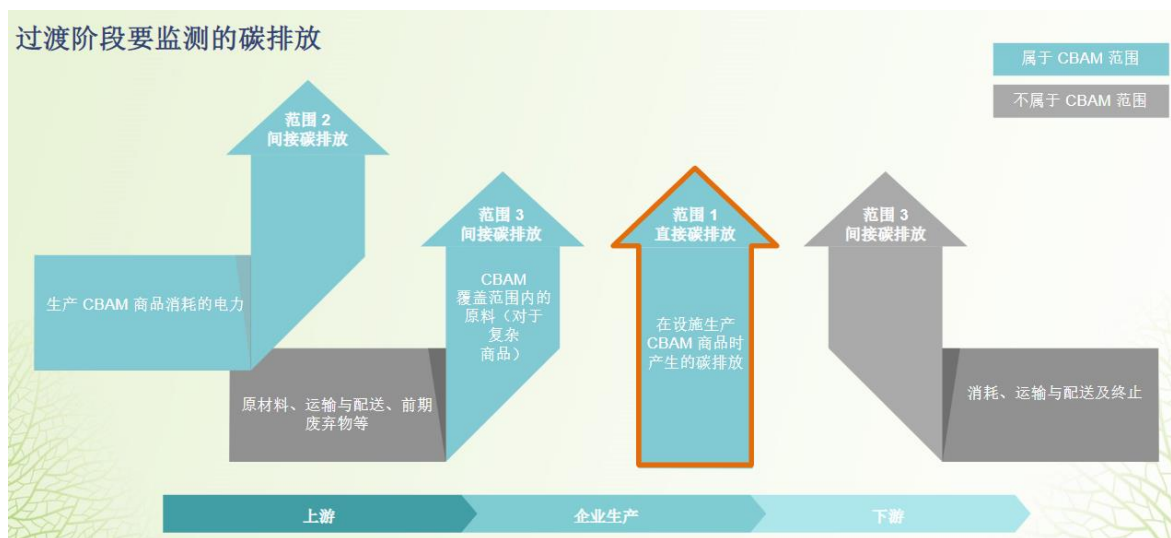 过渡阶段要监测的碳排放
属于 CBAM 范围
不属于 CBAM 范围
范围 2
间接碳排放
生产 CBAM 商品消耗的电力
范围 3
间接碳排放
CBAM
覆盖范围内的
原料（对于
复杂
商品）
原材料、运输与配送、前期
废弃物等
范围 1
直接碳排放
在设施生产
CBAM 商品时
产生的碳排放
范围 3
间接碳排放
消耗、运输与配送及终止
上游
企业生产
下游